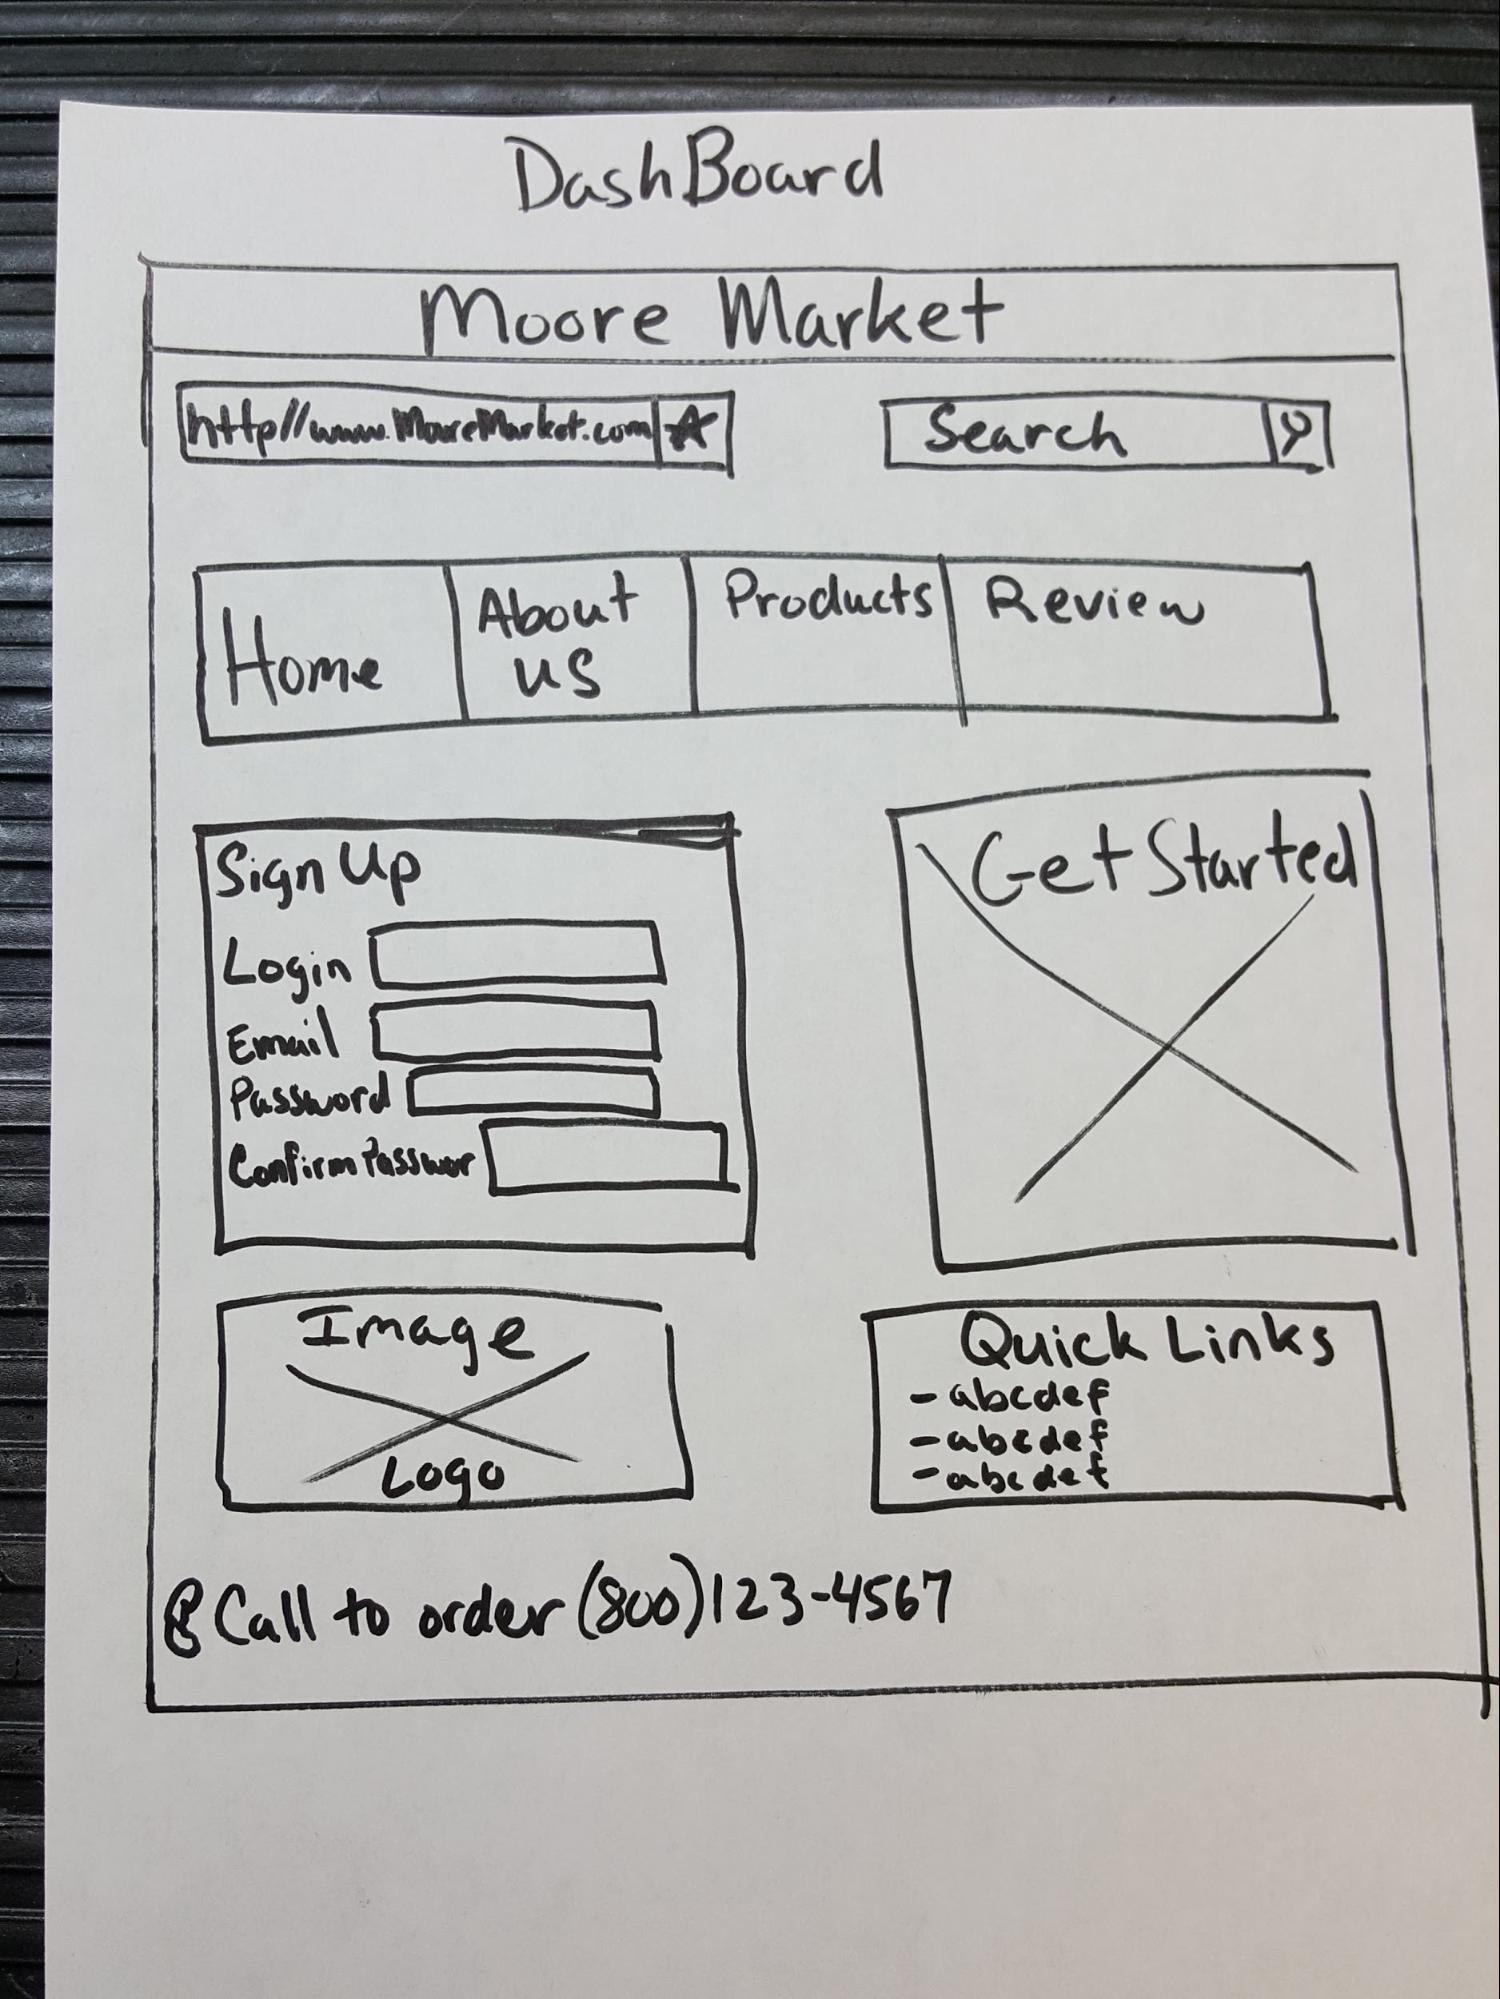 DashBoard
Moore Market
http//www.MooreMarket.com
Search
Home
About
us
Products
Review
Sign Up
Login
Email
Password
Confirm Passwor
Get Started
Image
Logo
Quick Links
- abcdef
- abcdef
- abcdef
Call to order (800)123-4567